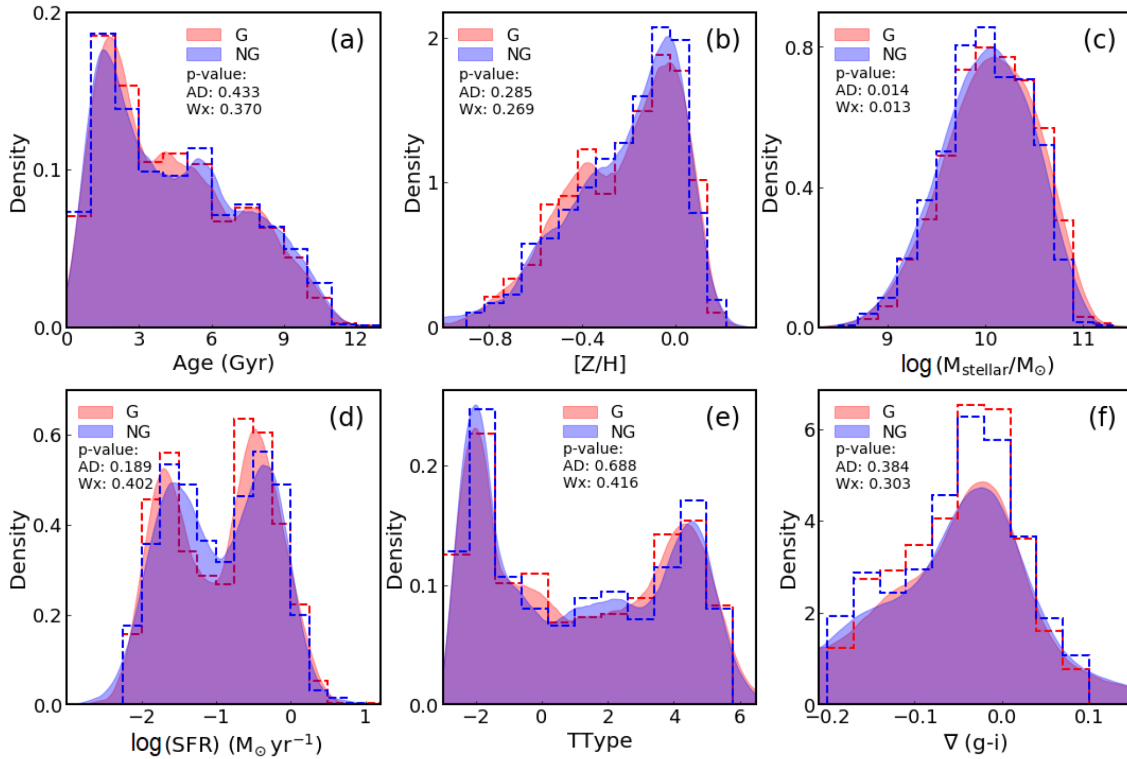 0.2
0.1
0.0
Density
G
NG
(a)
p-value:
AD: 0.433
Wx: 0.370
0 3 6 9 12
Age (Gyr)
2
1
0
Density
G
NG
(b)
p-value:
AD: 0.285
Wx: 0.269
−0.8 −0.4 0.0
[Z/H]
0.8
0.4
0.0
Density
G
NG
(c)
p-value:
AD: 0.014
Wx: 0.013
9 10 11
log(M_stellar/M_⊙)
0.6
0.4
0.2
0.0
Density
G
NG
(d)
p-value:
AD: 0.189
Wx: 0.402
−2 −1 0 1
log(SFR) (M_⊙ yr⁻¹)
0.2
0.1
0.0
Density
G
NG
(e)
p-value:
AD: 0.688
Wx: 0.416
−2 0 2 4 6
TType
6
4
2
0
Density
G
NG
(f)
p-value:
AD: 0.384
Wx: 0.303
−0.2 −0.1 0.0 0.1
∇ (g-i)